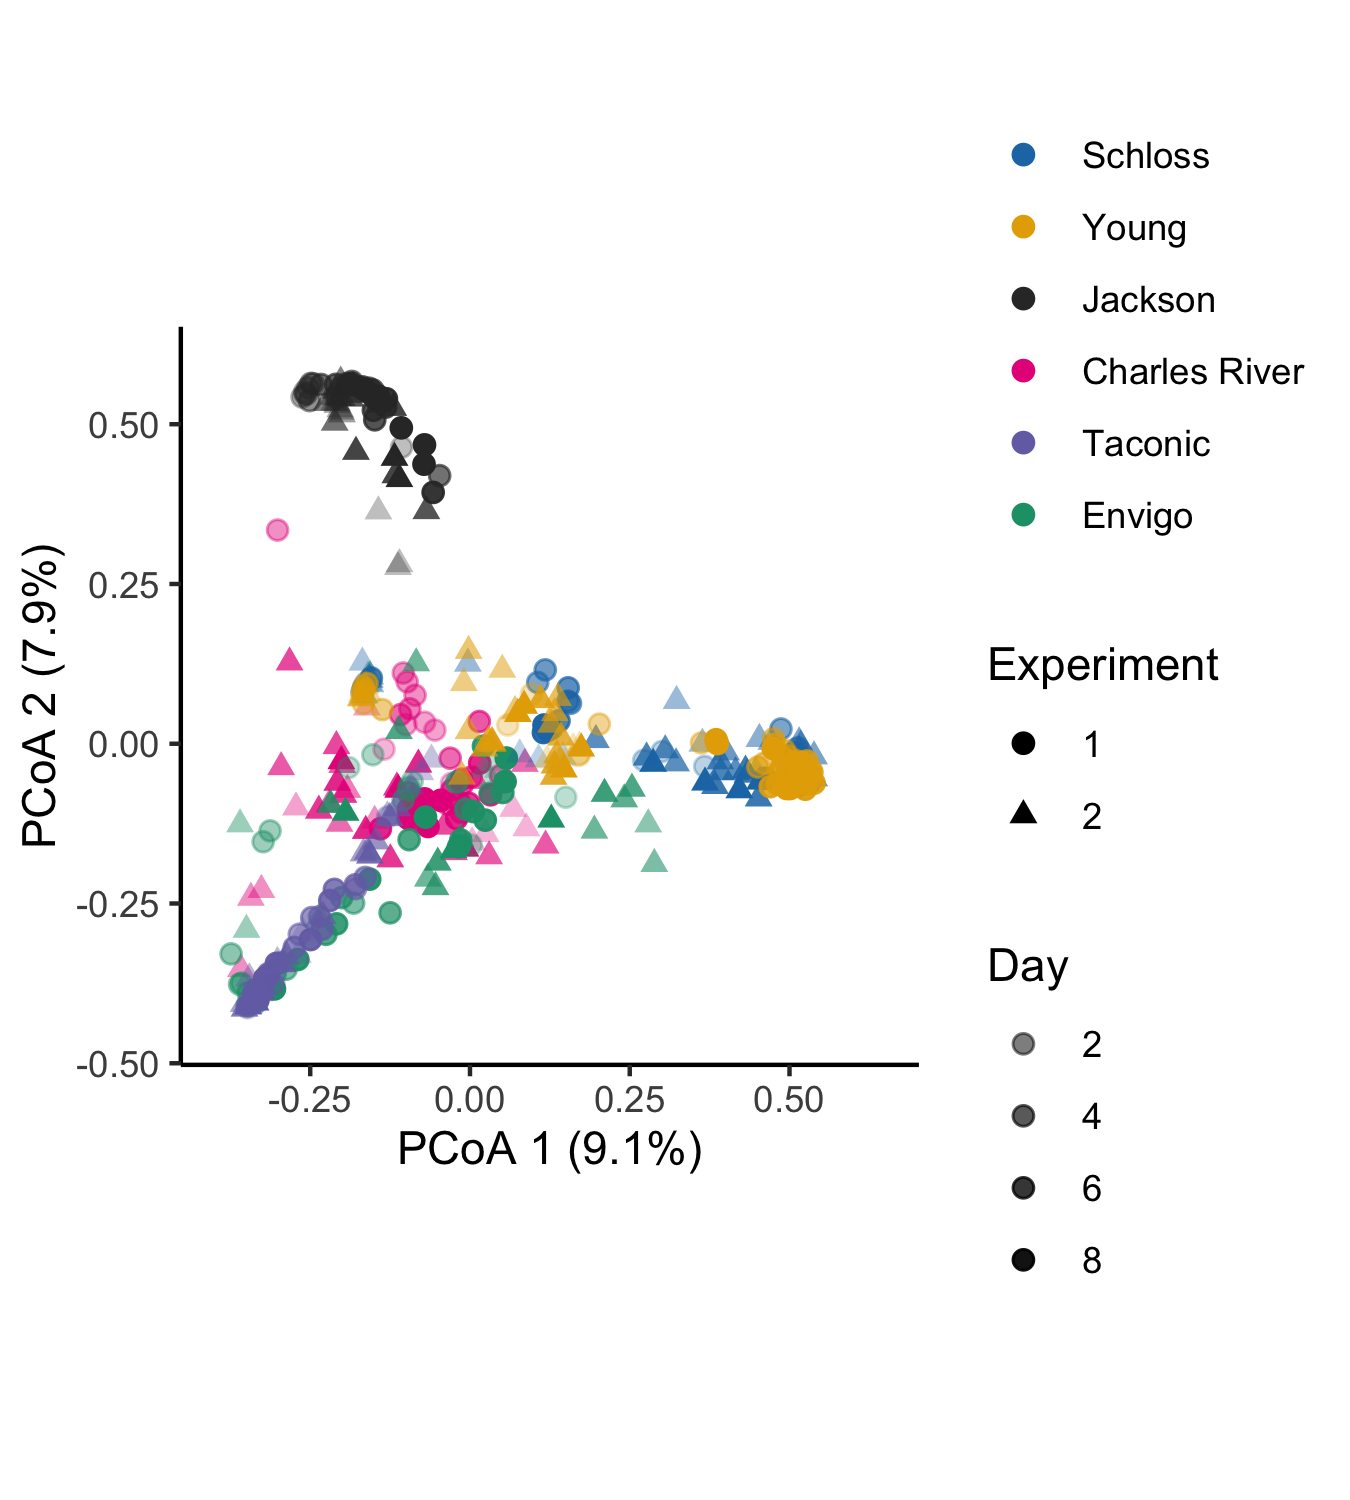 Schloss
Young
Jackson
Charles River
Taconic
Envigo
Experiment
1
2
Day
2
4
6
8
PCoA 2 (7.9%)
0.50
0.25
0.00
-0.25
-0.50
-0.25 0.00 0.25 0.50
PCoA 1 (9.1%)